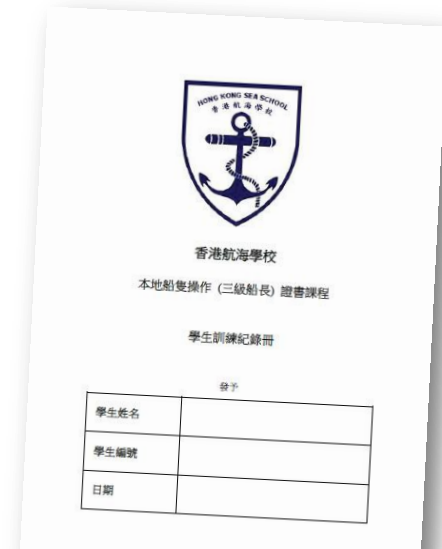 HONG KONG SEA SCHOOL
香港航海學校
香港航海學校
本地船隻操作 (三級船長) 證書課程
學生訓練紀錄冊
發予
學生姓名
學生編號
日期